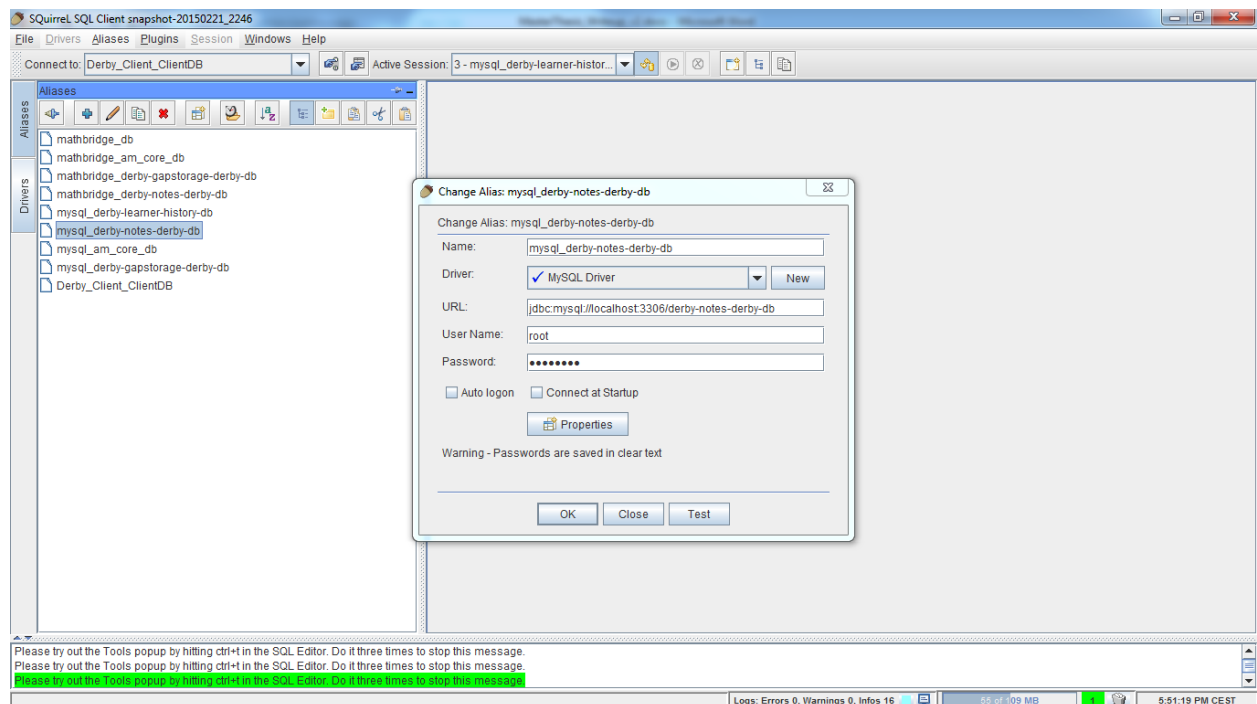 SQuirreL SQL Client snapshot-20150221_2246
File Drivers Aliases Plugins Session Windows Help
Connect to: Derby_Client_ClientDB Active Session: 3 - mysql_derby-learner-histor...
Aliases
Aliases
Drivers
mathbridge_db
mathbridge_am_core_db
mathbridge_derby-gapstorage-derby-db
mathbridge_derby-notes-derby-db
mysql_derby-learner-history-db
mysql_derby-notes-derby-db
mysql_am_core_db
mysql_derby-gapstorage-derby-db
Derby_Client_ClientDB
Change Alias: mysql_derby-notes-derby-db
Change Alias: mysql_derby-notes-derby-db
Name: mysql_derby-notes-derby-db
Driver: MySQL Driver New
URL: jdbc:mysql://localhost:3306/derby-notes-derby-db
User Name: root
Password: ••••••••
Auto logon Connect at Startup
Properties
Warning - Passwords are saved in clear text
OK Close Test
Please try out the Tools popup by hitting ctrl+t in the SQL Editor. Do it three times to stop this message.
Please try out the Tools popup by hitting ctrl+t in the SQL Editor. Do it three times to stop this message.
Please try out the Tools popup by hitting ctrl+t in the SQL Editor. Do it three times to stop this message.
Logs: Errors 0, Warnings 0, Infos 16 55 of 109 MB 1 5:51:19 PM CEST